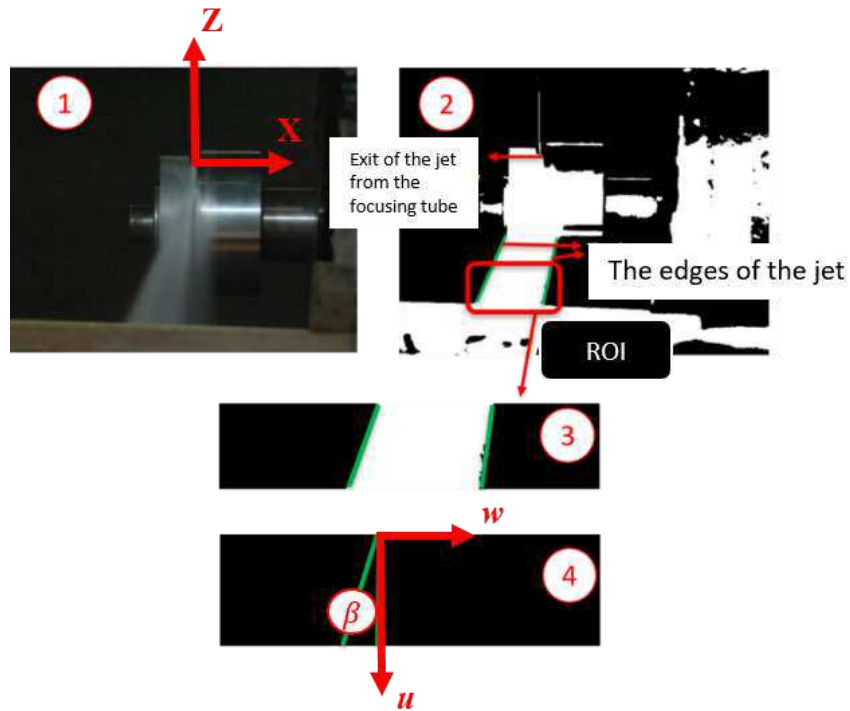 Z
1
X
2
Exit of the jet
from the
focusing tube
The edges of the jet
ROI
3
w
4
β
u